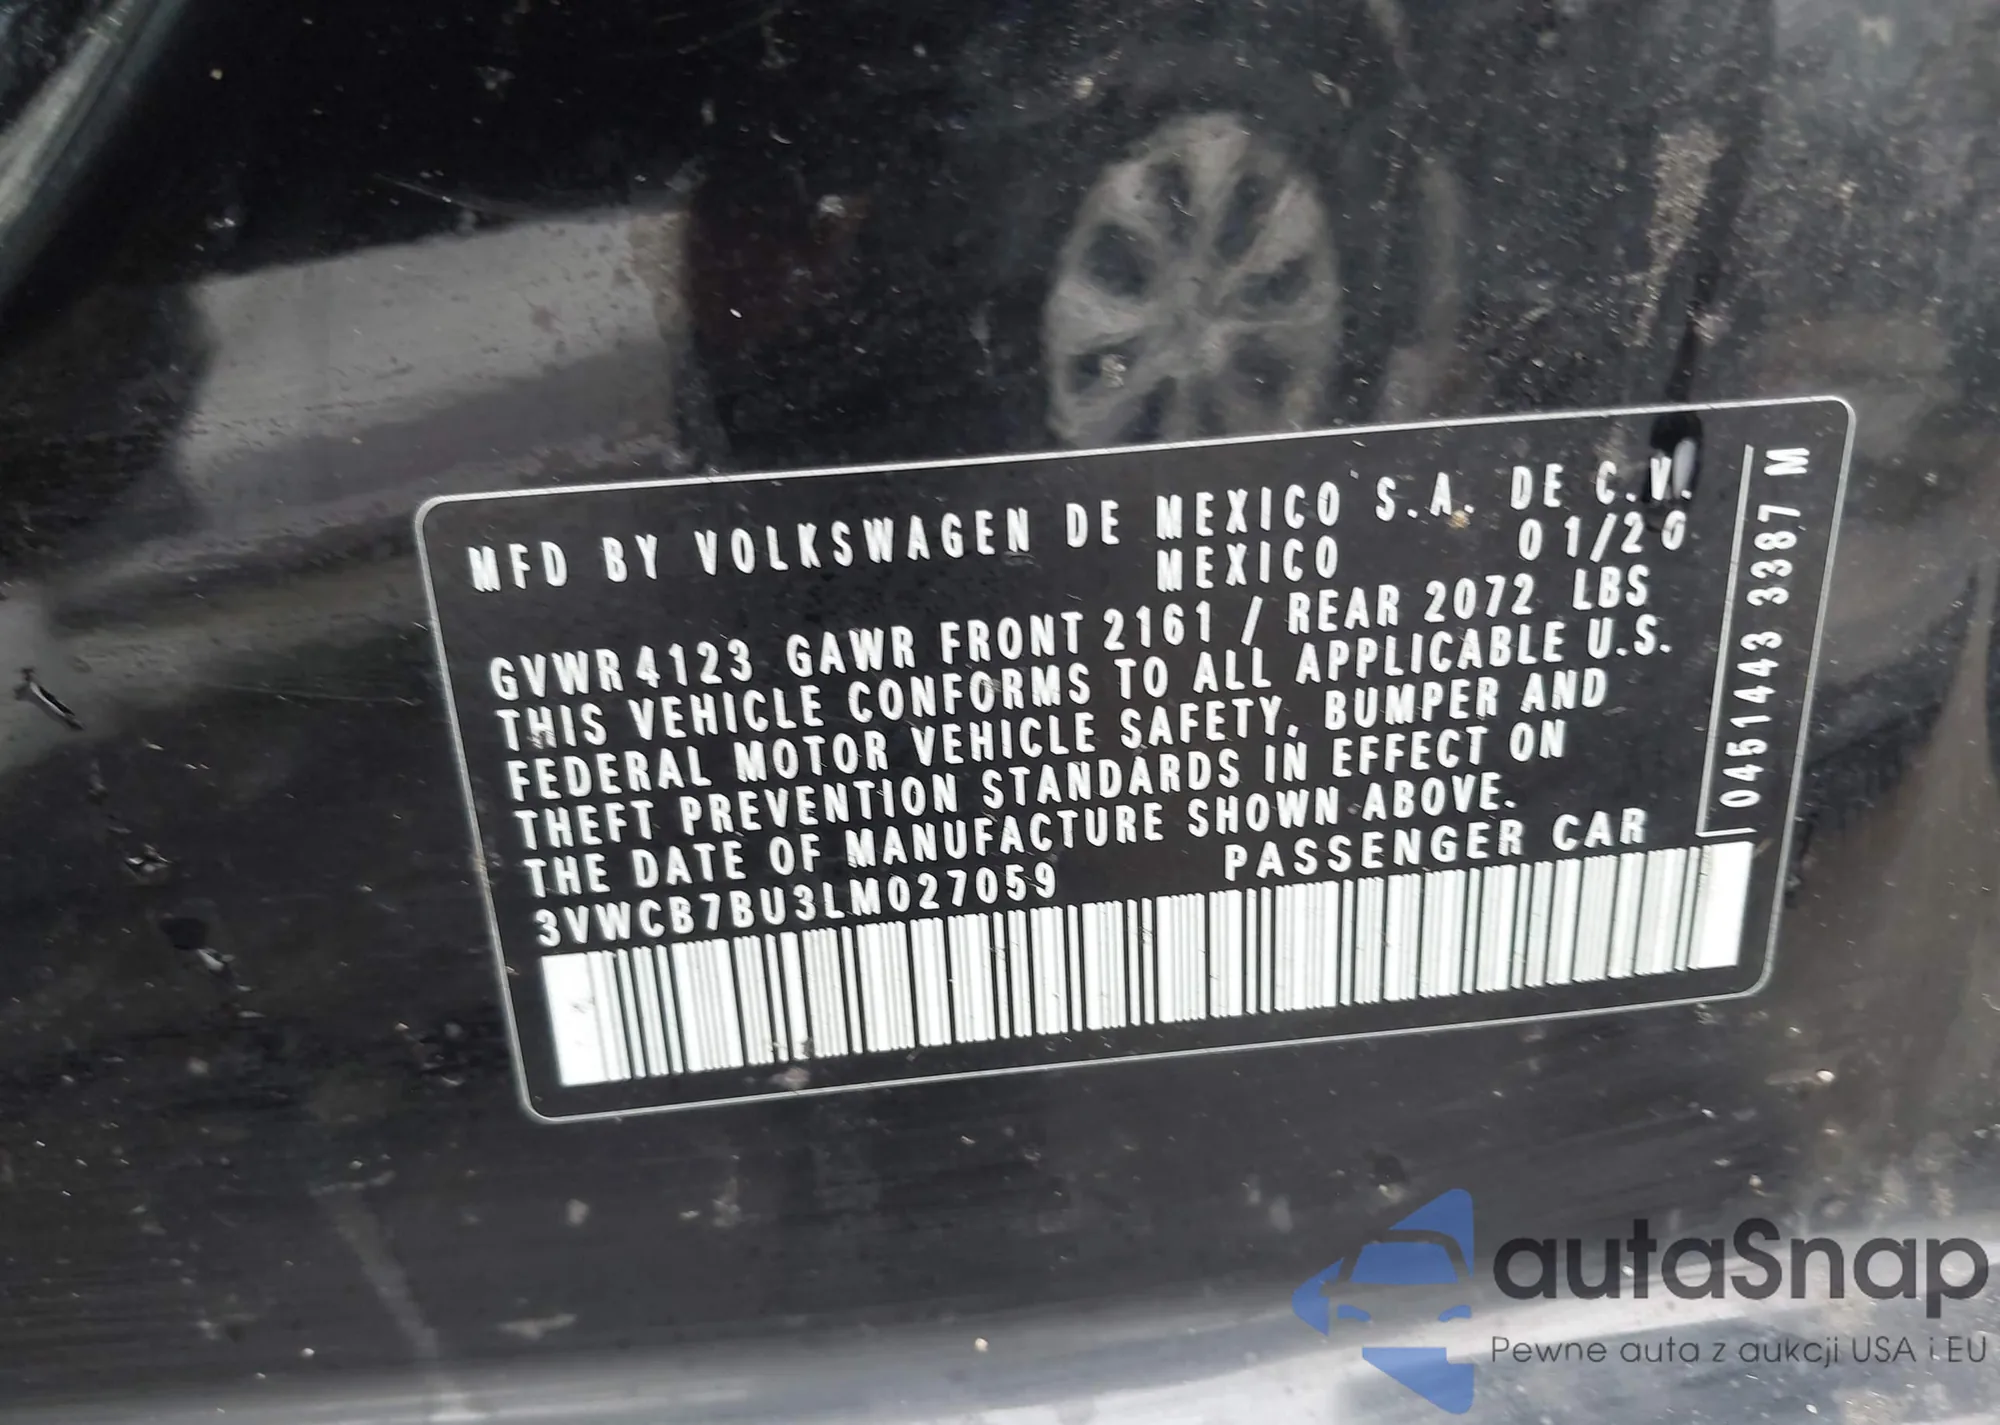 MFD BY VOLKSWAGEN DE MEXICO S.A. DE C.V.
MEXICO 01/20
GVWR 4123 GAWR FRONT 2161 / REAR 2072 LBS
THIS VEHICLE CONFORMS TO ALL APPLICABLE U.S.
FEDERAL MOTOR VEHICLE SAFETY, BUMPER AND
THEFT PREVENTION STANDARDS IN EFFECT ON
THE DATE OF MANUFACTURE SHOWN ABOVE.
3VWCB7BU3LM027059 PASSENGER CAR
0451443 3387 M
autaSnap
Pewne auta z aukcji USA i EU